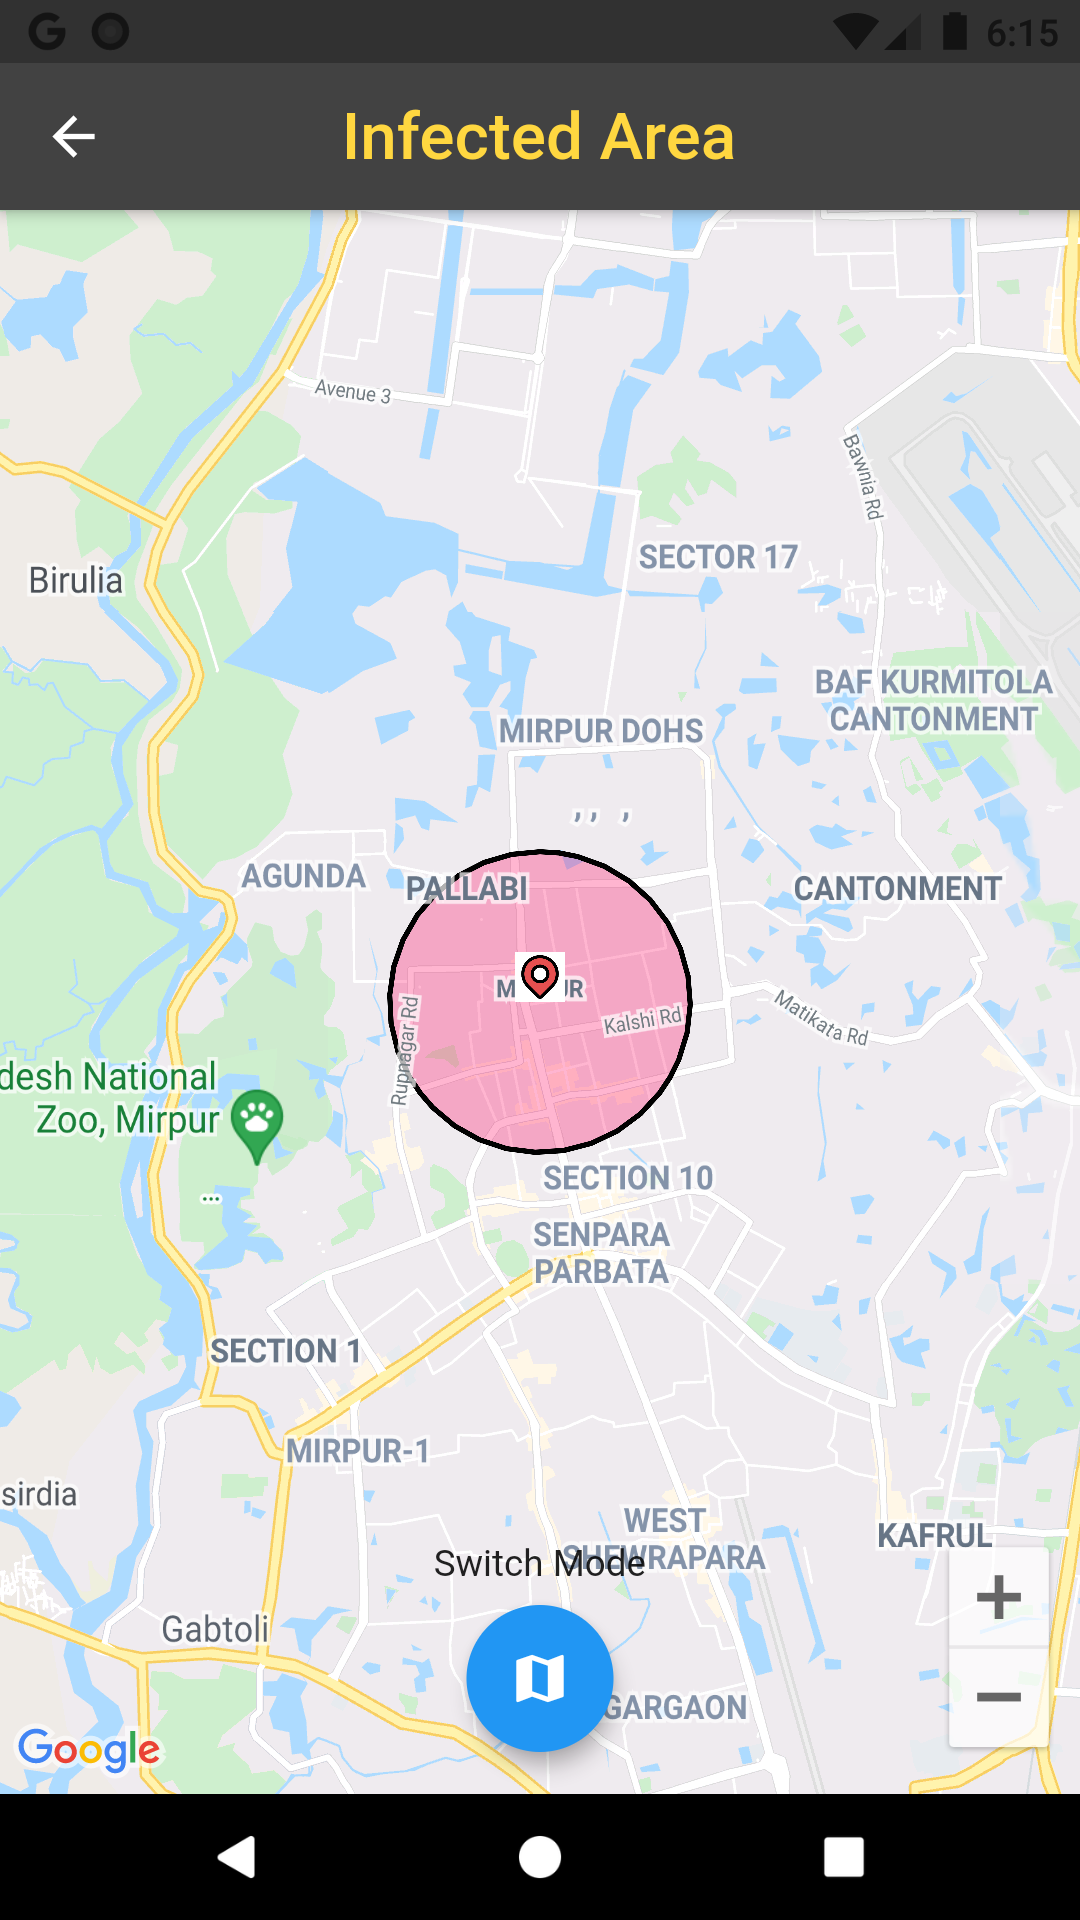 6:15
Infected Area
Avenue 3
Bawnia Rd
SECTOR 17
Birulia
BAF KURMITOLA
CANTONMENT
MIRPUR DOHS
, ,   ,
AGUNDA
PALLABI
CANTONMENT
Rupnagar Rd
Kalshi Rd
Matikata Rd
desh National
Zoo, Mirpur
...
SECTION 10
SENPARA
PARBATA
SECTION 1
MIRPUR-1
sirdia
WEST
SHEWRAPARA
KAFRUL
Switch Mode
Gabtoli
GARGAON
Google